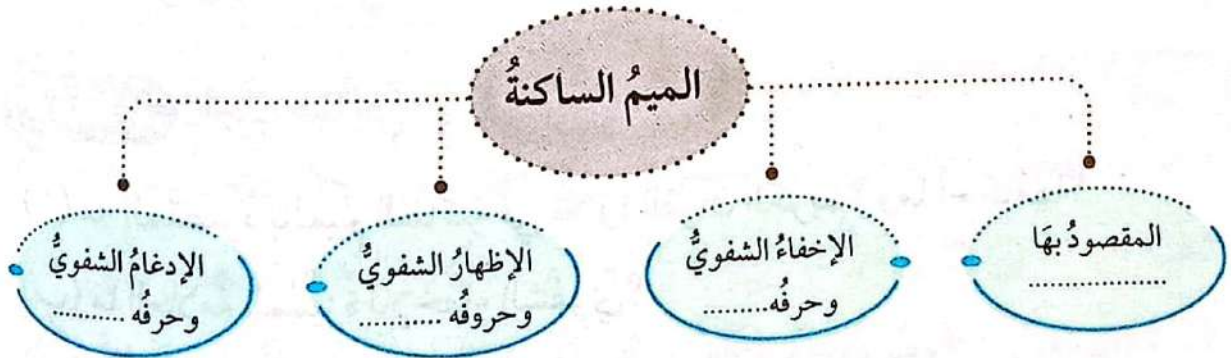 الميمُ الساكنةُ
المقصودُ بهَا
..................
الإخفاءُ الشفويُّ
وحرفُه.........
الإظهارُ الشفويُّ
وحروفُه ..........
الإدغامُ الشفويُّ
وحرفُه ..........